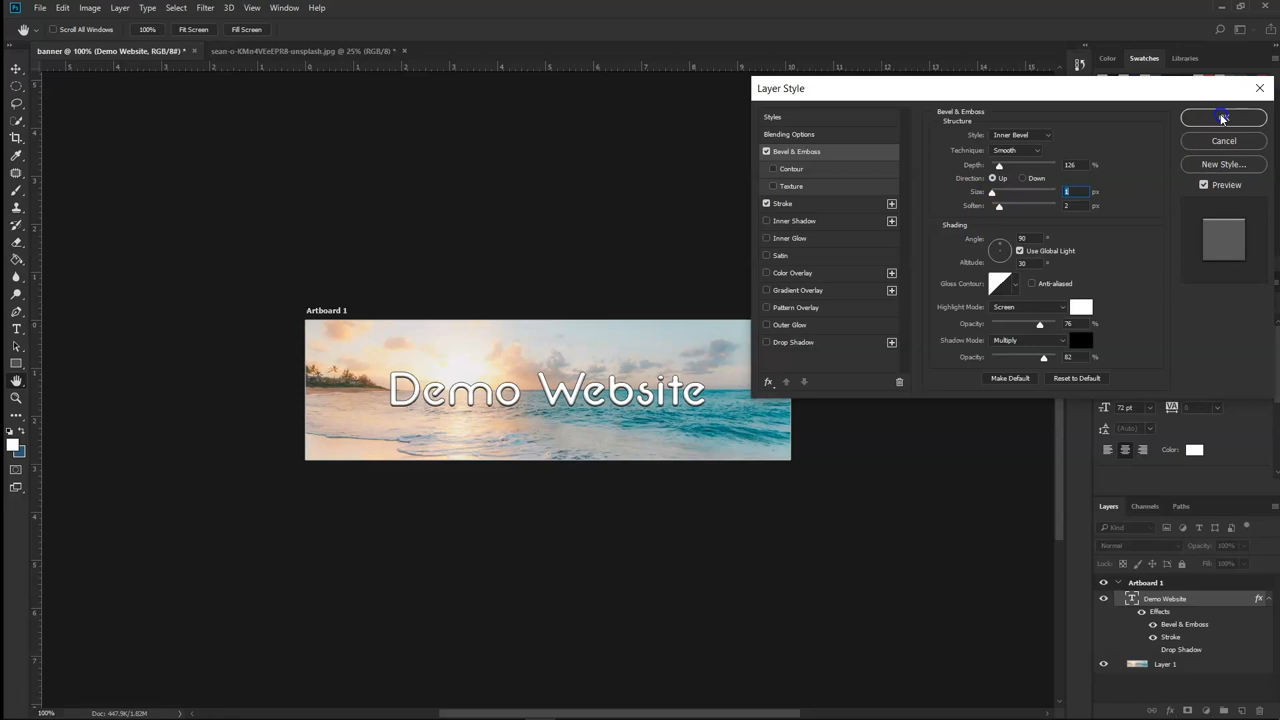 Ps File Edit Image Layer Type Select Filter 3D View Window Help
Scroll All Windows 100% Fit Screen Fill Screen
banner @ 100% (Demo Website, RGB/8#) * × sean-o-KMn4VEeEPR8-unsplash.jpg @ 25% (RGB/8) * ×
Color Swatches Libraries
Layer Style
Styles
Blending Options
Bevel & Emboss
Contour
Texture
Stroke
Inner Shadow
Inner Glow
Satin
Color Overlay
Gradient Overlay
Pattern Overlay
Outer Glow
Drop Shadow
fx
Bevel & Emboss
Structure
Style: Inner Bevel
Technique: Smooth
Depth: 126 %
Direction: Up Down
Size: 1 px
Soften: 2 px
Shading
Angle: 90 °
Use Global Light
Altitude: 30 °
Gloss Contour: Anti-aliased
Highlight Mode: Screen
Opacity: 76 %
Shadow Mode: Multiply
Opacity: 82 %
Make Default Reset to Default
Cancel
New Style...
Preview
Artboard 1
Demo Website
72 pt
(Auto)
Color:
Layers Channels Paths
Kind
Normal Opacity: 100%
Lock: Fill: 100%
Artboard 1
T Demo Website fx
Effects
Bevel & Emboss
Stroke
Drop Shadow
Layer 1
100% Doc: 447.9K/1.82M